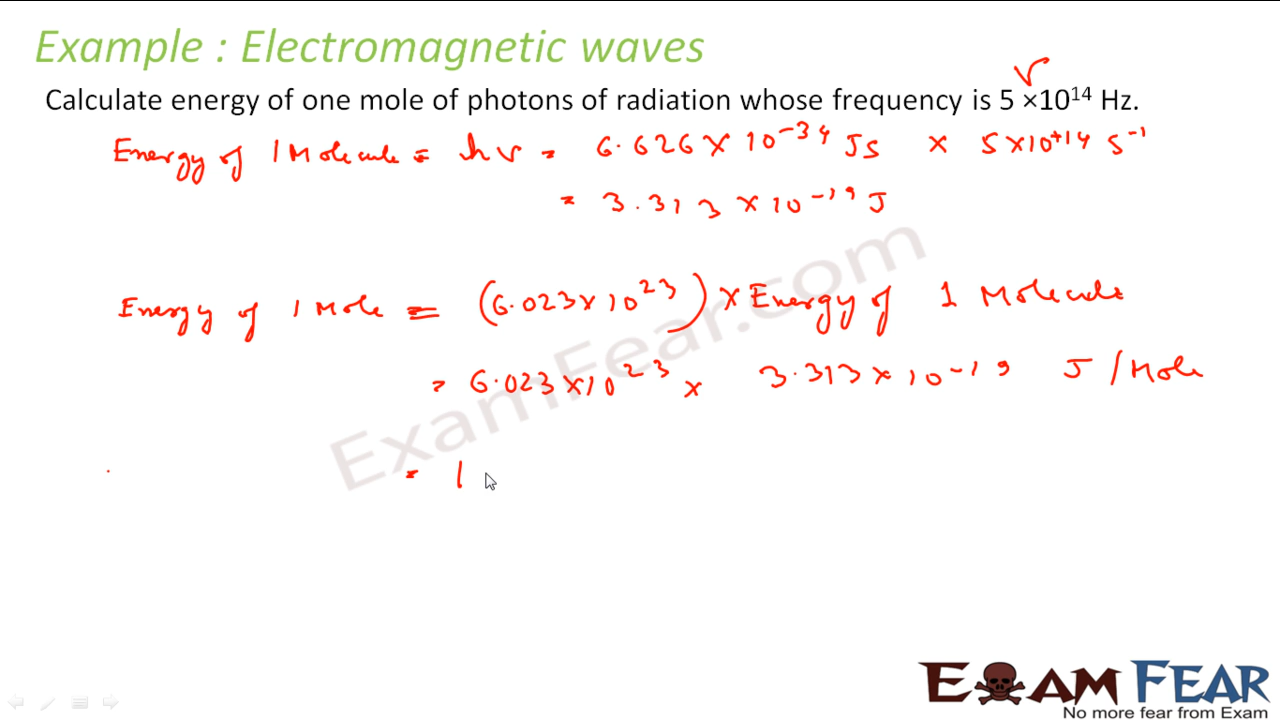 Example : Electromagnetic waves
ν
Calculate energy of one mole of photons of radiation whose frequency is 5 ×10¹⁴ Hz.
Energy of 1 Molecule = hν = 6.626 × 10⁻³⁴ Js × 5×10⁺¹⁴ s⁻¹
= 3.313 × 10⁻¹⁹ J
Energy of 1 Mole = (6.023×10²³) × Energy of 1 Molecule
= 6.023×10²³ × 3.313×10⁻¹⁹ J/Mole
= 1
ExamFear.com
EXAM FEAR
No more fear from Exam